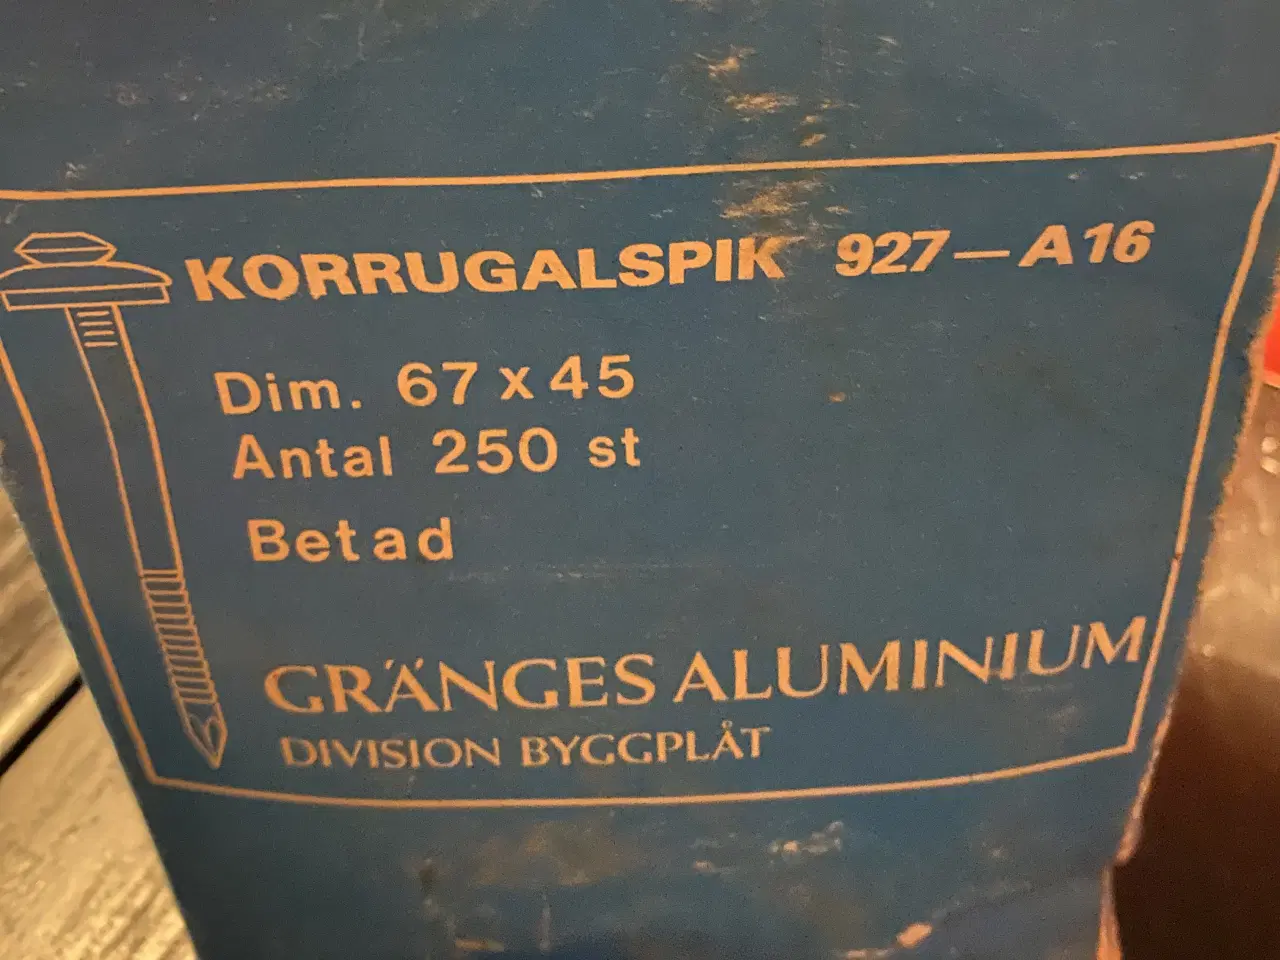 KORRUGALSPIK 927–A16
Dim. 67 x 45
Antal 250 st
Betad
GRÄNGES ALUMINIUM
DIVISION BYGGPLÅT